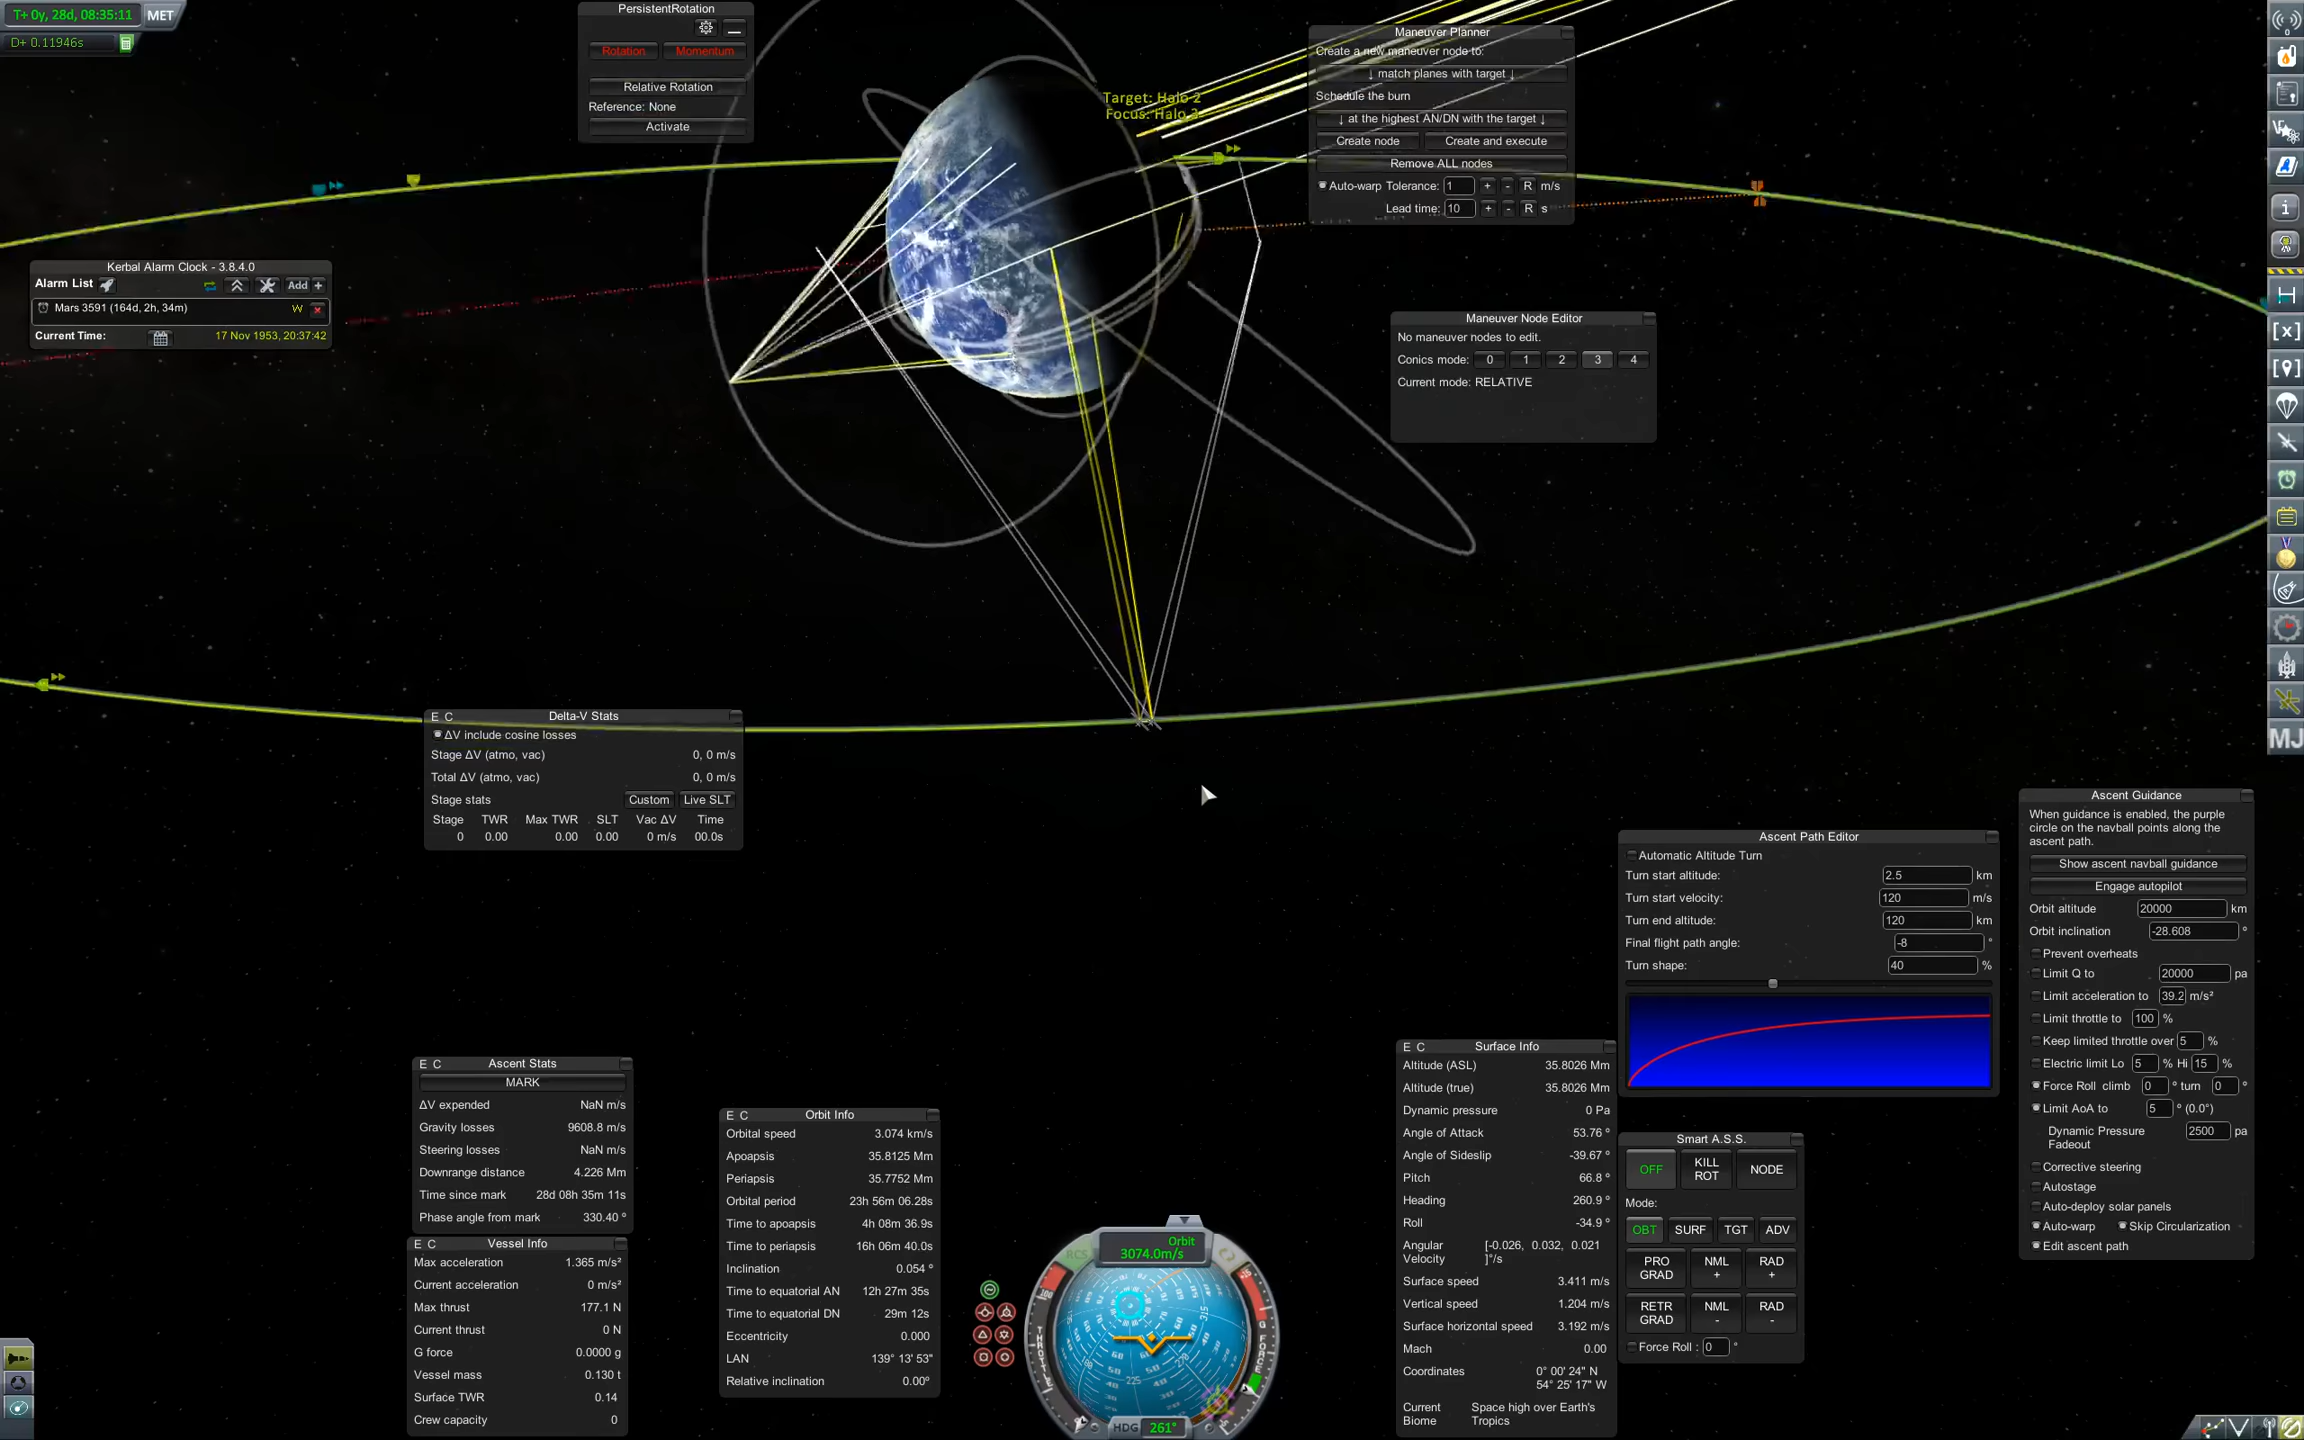 T+ 0y, 28d, 08:35:11 MET
D+ 0.11946s
PersistentRotation
Rotation Momentum
Relative Rotation
Reference: None
Activate
Target: Halo 2
Focus: Halo 3
Maneuver Planner
Create a new maneuver node to:
↓ match planes with target ↓
Schedule the burn
↓ at the highest AN/DN with the target ↓
Create node Create and execute
Remove ALL nodes
Auto-warp Tolerance: 1 + - R m/s
Lead time: 10 + - R s
Kerbal Alarm Clock - 3.8.4.0
Alarm List Add +
Mars 3591 (164d, 2h, 34m) W x
Current Time: 17 Nov 1953, 20:37:42
Maneuver Node Editor
No maneuver nodes to edit.
Conics mode: 0 1 2 3 4
Current mode: RELATIVE
E C Delta-V Stats
ΔV include cosine losses
Stage ΔV (atmo, vac) 0, 0 m/s
Total ΔV (atmo, vac) 0, 0 m/s
Stage stats Custom Live SLT
Stage TWR Max TWR SLT Vac ΔV Time
0 0.00 0.00 0.00 0 m/s 00.0s
Ascent Path Editor
Automatic Altitude Turn
Turn start altitude: 2.5 km
Turn start velocity: 120 m/s
Turn end altitude: 120 km
Final flight path angle: -8 °
Turn shape: 40 %
Ascent Guidance
When guidance is enabled, the purple
circle on the navball points along the
ascent path.
Show ascent navball guidance
Engage autopilot
Orbit altitude 20000 km
Orbit inclination -28.608 °
Prevent overheats
Limit Q to 20000 pa
Limit acceleration to 39.2 m/s²
Limit throttle to 100 %
Keep limited throttle over 5 %
Electric limit Lo 5 % Hi 15 %
Force Roll climb 0 ° turn 0 °
Limit AoA to 5 ° (0.0°)
Dynamic Pressure
Fadeout 2500 pa
Corrective steering
Autostage
Auto-deploy solar panels
Auto-warp Skip Circularization
Edit ascent path
E C Ascent Stats
MARK
ΔV expended NaN m/s
Gravity losses 9608.8 m/s
Steering losses NaN m/s
Downrange distance 4.226 Mm
Time since mark 28d 08h 35m 11s
Phase angle from mark 330.40 °
E C Vessel Info
Max acceleration 1.365 m/s²
Current acceleration 0 m/s²
Max thrust 177.1 N
Current thrust 0 N
G force 0.0000 g
Vessel mass 0.130 t
Surface TWR 0.14
Crew capacity 0
E C Orbit Info
Orbital speed 3.074 km/s
Apoapsis 35.8125 Mm
Periapsis 35.7752 Mm
Orbital period 23h 56m 06.28s
Time to apoapsis 4h 08m 36.9s
Time to periapsis 16h 06m 40.0s
Inclination 0.054 °
Time to equatorial AN 12h 27m 35s
Time to equatorial DN 29m 12s
Eccentricity 0.000
LAN 139° 13' 53"
Relative inclination 0.00º
Orbit
3074.0m/s
RCS
THROTTLE
G FORCE
HDG 261°
E C Surface Info
Altitude (ASL) 35.8026 Mm
Altitude (true) 35.8026 Mm
Dynamic pressure 0 Pa
Angle of Attack 53.76 °
Angle of Sideslip -39.67 °
Pitch 66.8 °
Heading 260.9 °
Roll -34.9 °
Angular
Velocity [-0.026, 0.032, 0.021
]°/s
Surface speed 3.411 m/s
Vertical speed 1.204 m/s
Surface horizontal speed 3.192 m/s
Mach 0.00
Coordinates 0° 00' 24" N
54° 25' 17" W
Current
Biome Space high over Earth's
Tropics
Smart A.S.S.
OFF KILL ROT NODE
Mode:
OBT SURF TGT ADV
PRO GRAD NML + RAD +
RETR GRAD NML - RAD -
Force Roll : 0 °
MJ